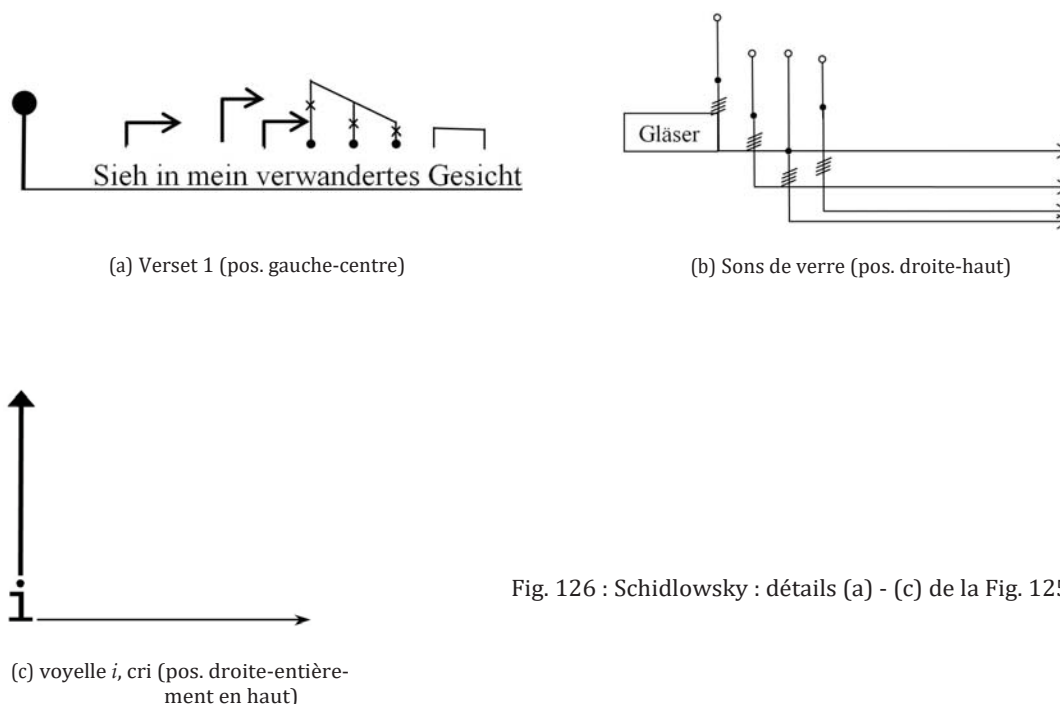 Sieh in mein verwandertes Gesicht
Gläser
(a) Verset 1 (pos. gauche-centre)
(b) Sons de verre (pos. droite-haut)
i
Fig. 126 : Schidlowsky : détails (a) - (c) de la Fig. 125
(c) voyelle i, cri (pos. droite-entière-
ment en haut)